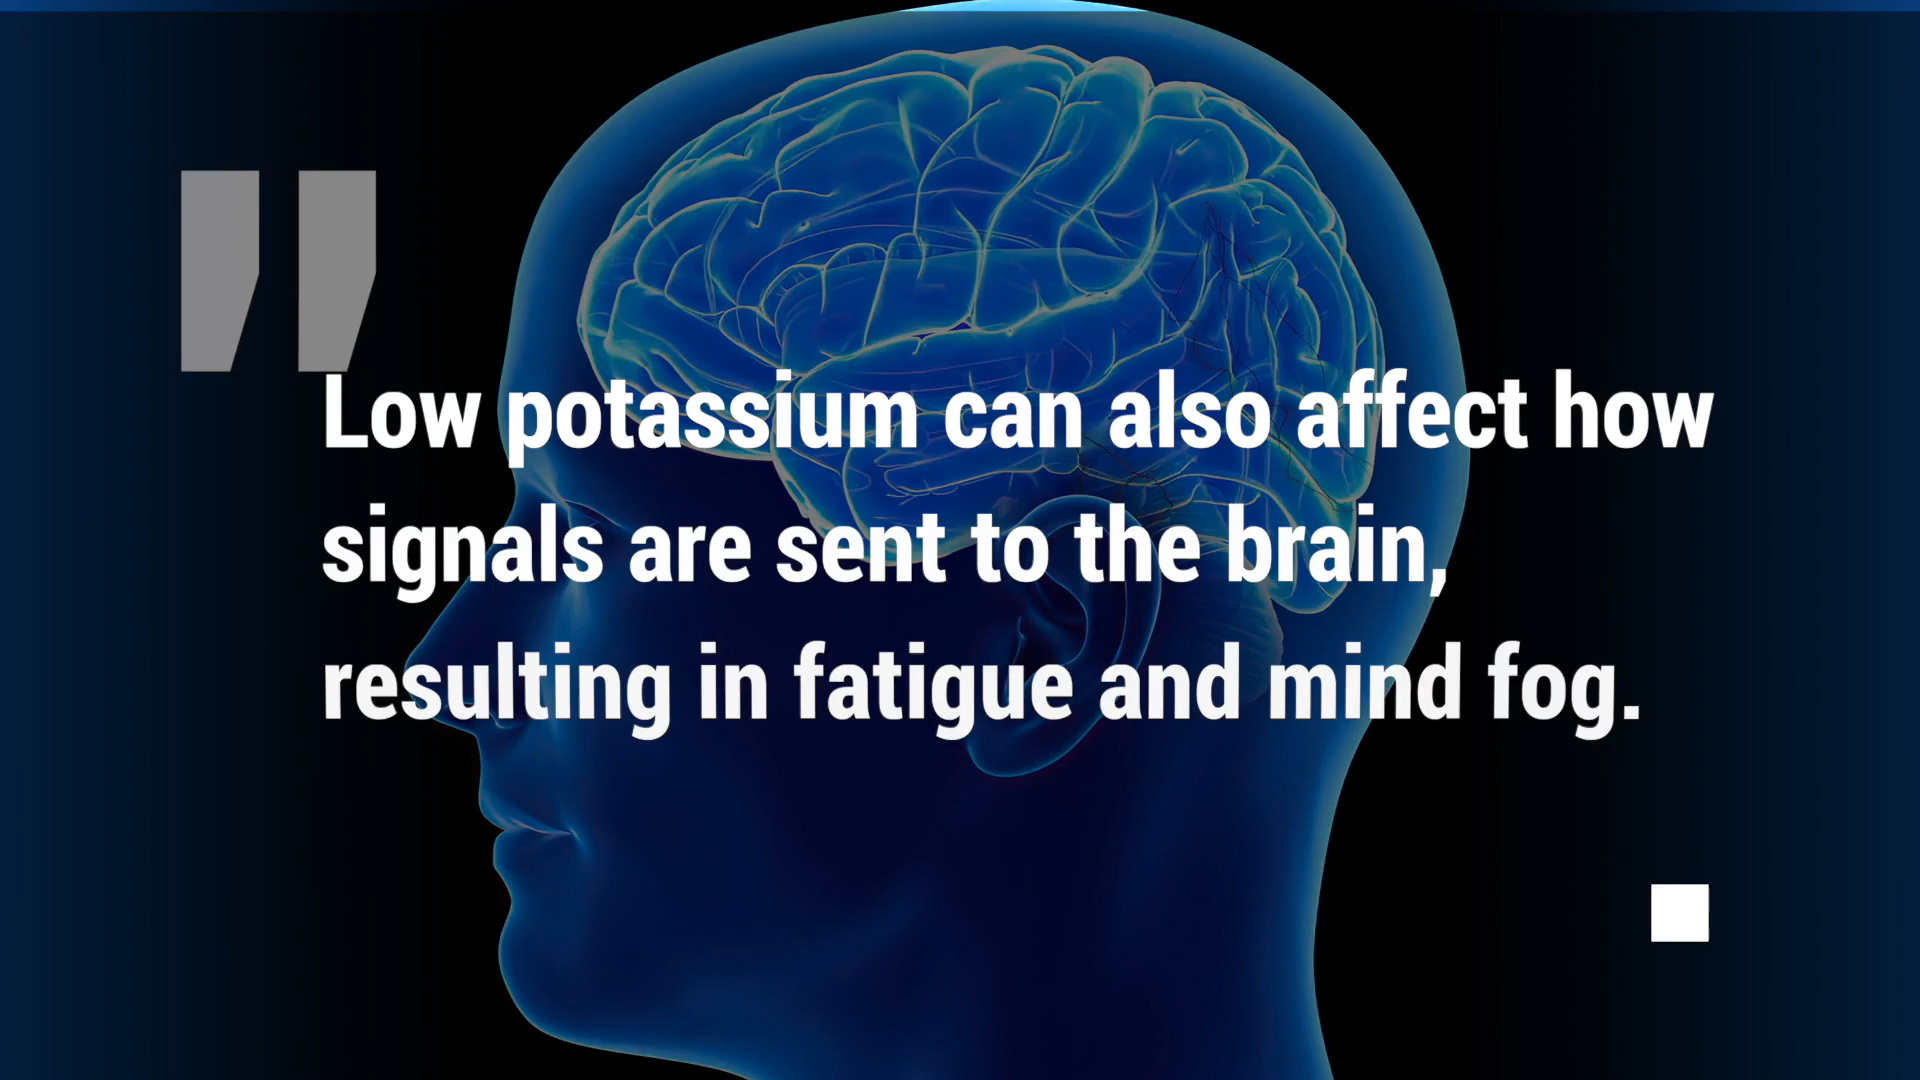 "
Low potassium can also affect how
signals are sent to the brain,
resulting in fatigue and mind fog.